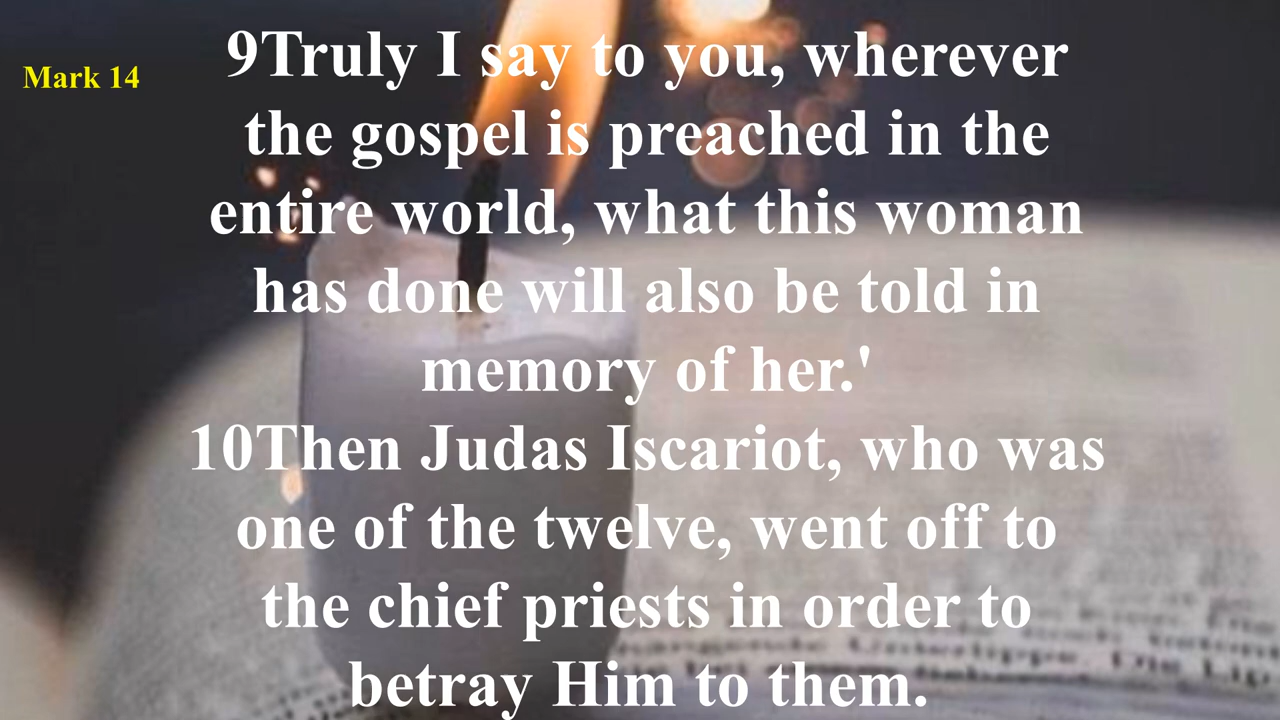 Mark 14
9Truly I say to you, wherever
the gospel is preached in the
entire world, what this woman
has done will also be told in
memory of her.'
10Then Judas Iscariot, who was
one of the twelve, went off to
the chief priests in order to
betray Him to them.